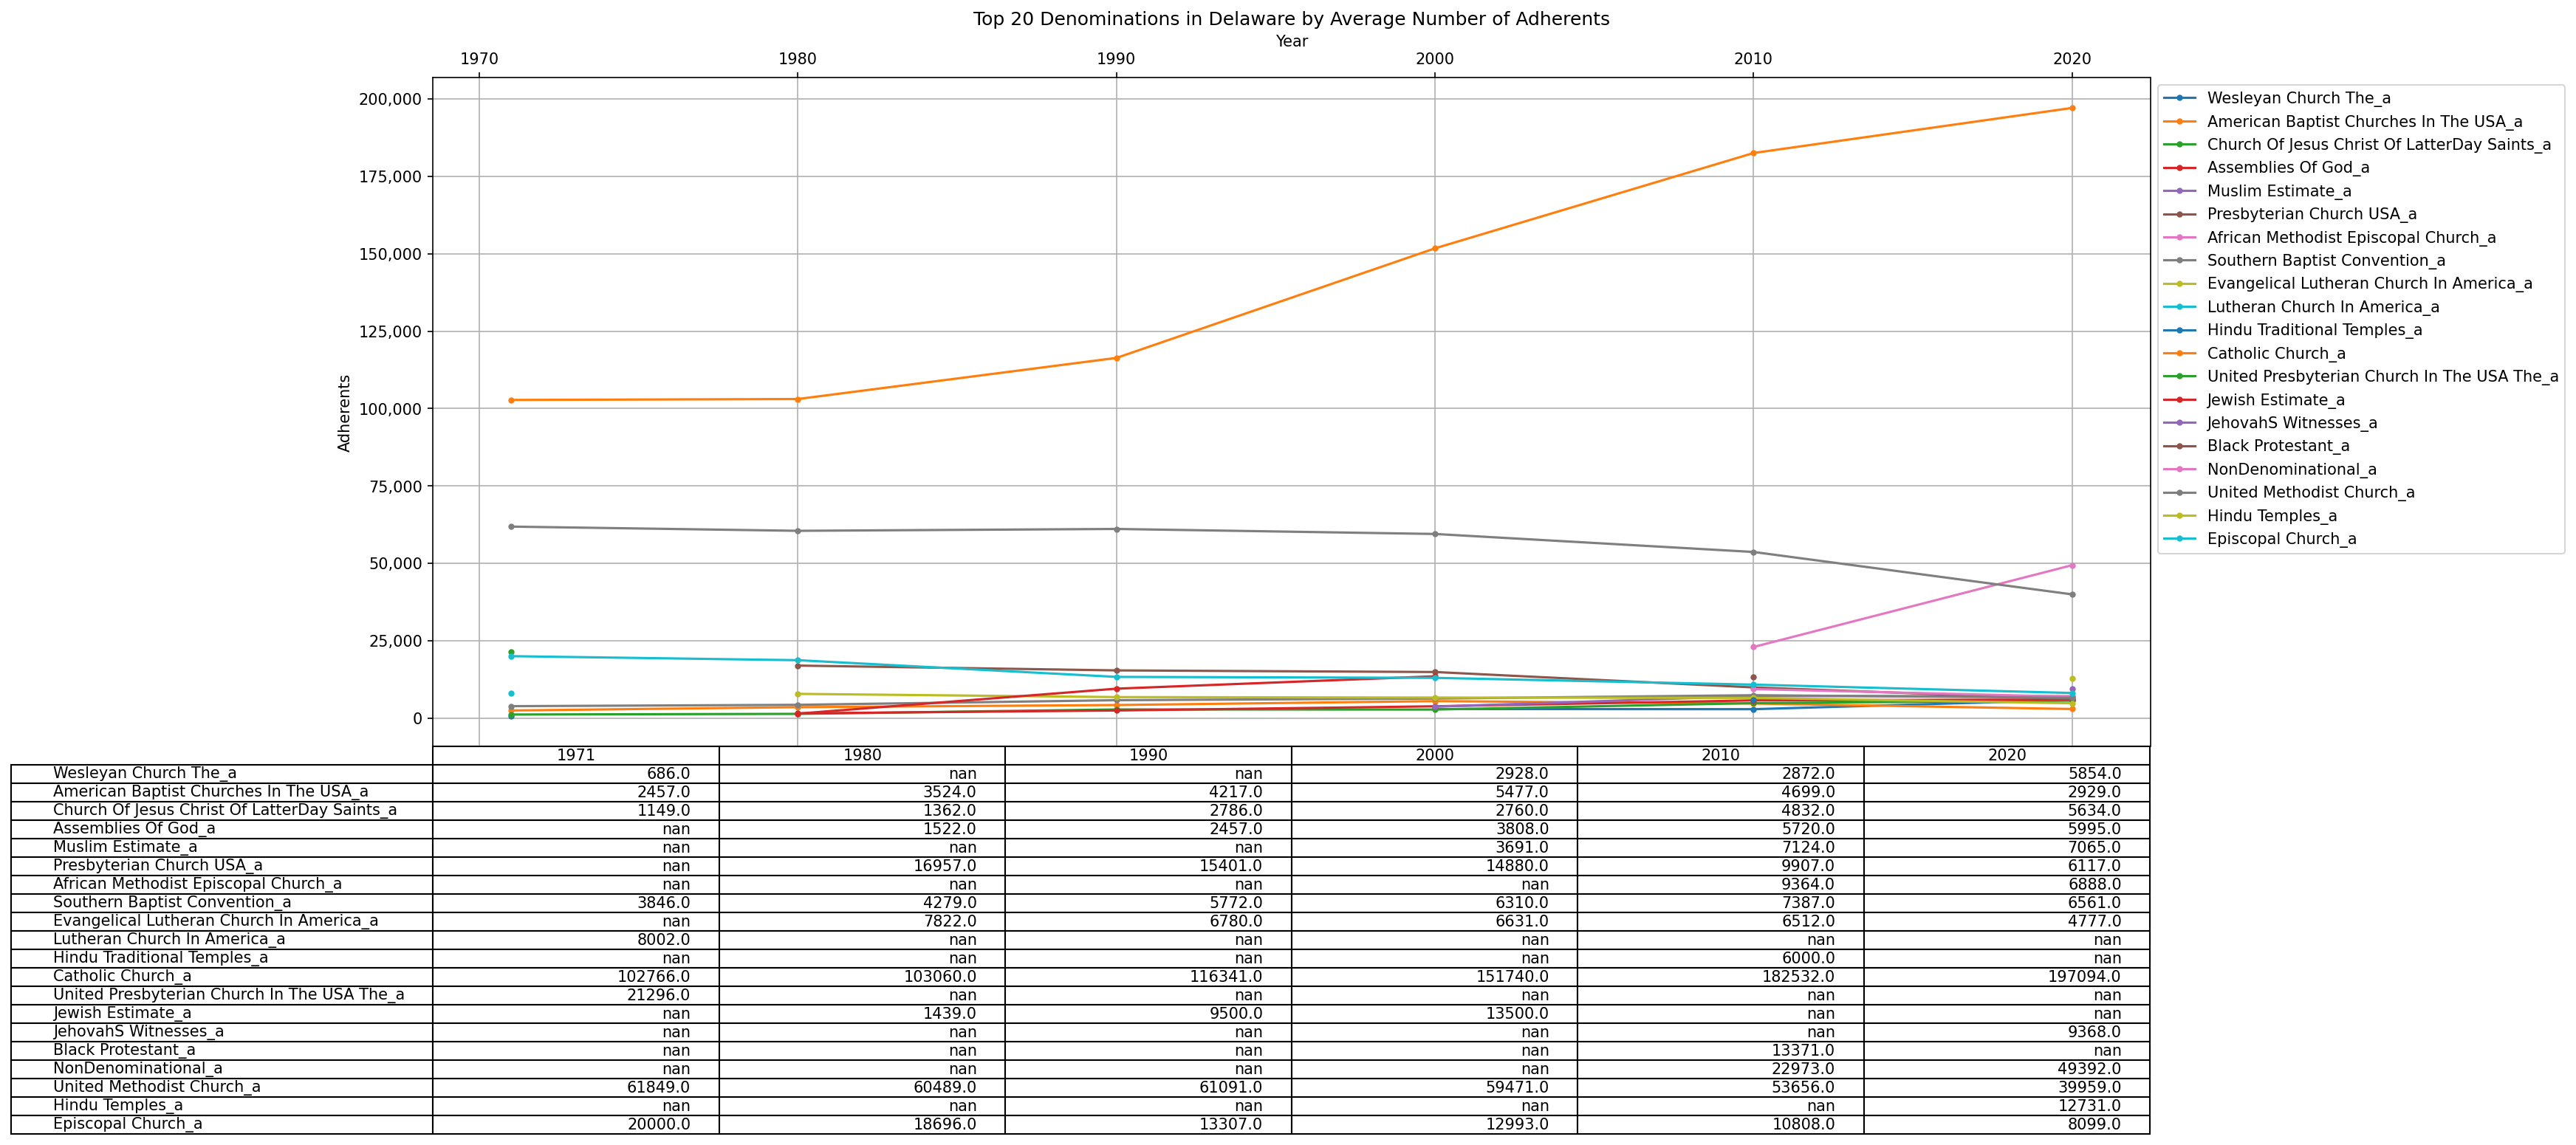 Top 20 Denominations in Delaware by Average Number of Adherents
Year
1970 1980 1990 2000 2010 2020
200,000
175,000
150,000
125,000
100,000
75,000
50,000
25,000
0
Adherents
Wesleyan Church The_a
American Baptist Churches In The USA_a
Church Of Jesus Christ Of LatterDay Saints_a
Assemblies Of God_a
Muslim Estimate_a
Presbyterian Church USA_a
African Methodist Episcopal Church_a
Southern Baptist Convention_a
Evangelical Lutheran Church In America_a
Lutheran Church In America_a
Hindu Traditional Temples_a
Catholic Church_a
United Presbyterian Church In The USA The_a
Jewish Estimate_a
JehovahS Witnesses_a
Black Protestant_a
NonDenominational_a
United Methodist Church_a
Hindu Temples_a
Episcopal Church_a
1971 1980 1990 2000 2010 2020
Wesleyan Church The_a 686.0 nan nan 2928.0 2872.0 5854.0
American Baptist Churches In The USA_a 2457.0 3524.0 4217.0 5477.0 4699.0 2929.0
Church Of Jesus Christ Of LatterDay Saints_a 1149.0 1362.0 2786.0 2760.0 4832.0 5634.0
Assemblies Of God_a nan 1522.0 2457.0 3808.0 5720.0 5995.0
Muslim Estimate_a nan nan nan 3691.0 7124.0 7065.0
Presbyterian Church USA_a nan 16957.0 15401.0 14880.0 9907.0 6117.0
African Methodist Episcopal Church_a nan nan nan nan 9364.0 6888.0
Southern Baptist Convention_a 3846.0 4279.0 5772.0 6310.0 7387.0 6561.0
Evangelical Lutheran Church In America_a nan 7822.0 6780.0 6631.0 6512.0 4777.0
Lutheran Church In America_a 8002.0 nan nan nan nan nan
Hindu Traditional Temples_a nan nan nan nan 6000.0 nan
Catholic Church_a 102766.0 103060.0 116341.0 151740.0 182532.0 197094.0
United Presbyterian Church In The USA The_a 21296.0 nan nan nan nan nan
Jewish Estimate_a nan 1439.0 9500.0 13500.0 nan nan
JehovahS Witnesses_a nan nan nan nan nan 9368.0
Black Protestant_a nan nan nan nan 13371.0 nan
NonDenominational_a nan nan nan nan 22973.0 49392.0
United Methodist Church_a 61849.0 60489.0 61091.0 59471.0 53656.0 39959.0
Hindu Temples_a nan nan nan nan nan 12731.0
Episcopal Church_a 20000.0 18696.0 13307.0 12993.0 10808.0 8099.0